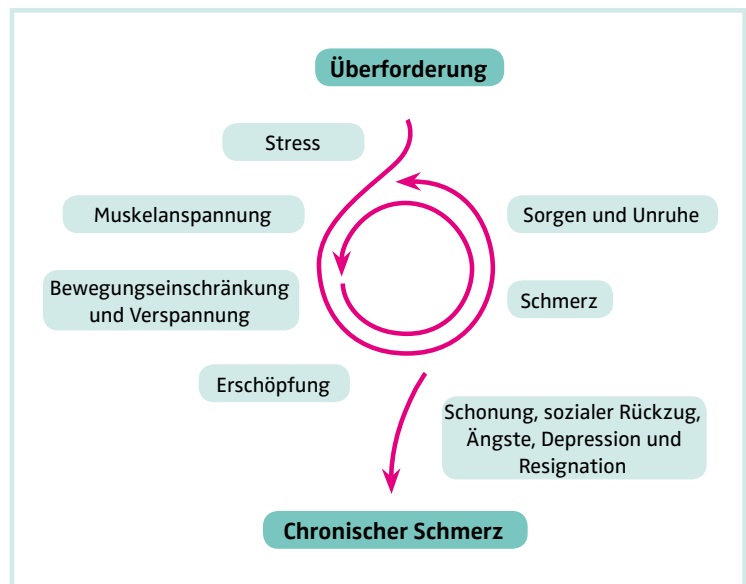 Überforderung
Stress
Muskelanspannung
Sorgen und Unruhe
Bewegungseinschränkung
und Verspannung
Schmerz
Erschöpfung
Schonung, sozialer Rückzug,
Ängste, Depression und
Resignation
Chronischer Schmerz